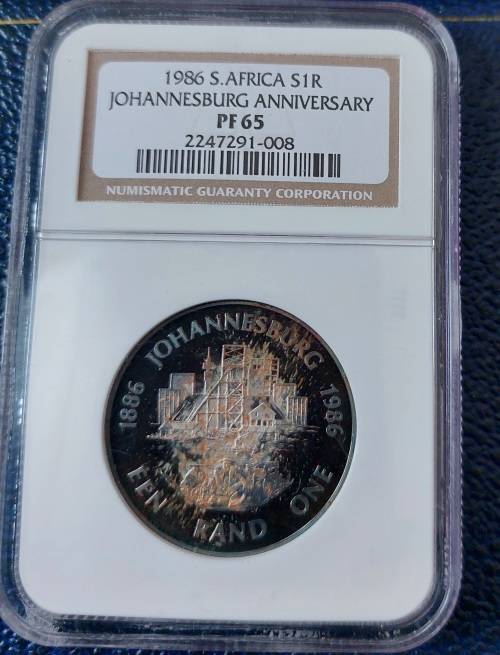 1986 S.AFRICA S1R
JOHANNESBURG ANNIVERSARY
PF 65
2247291-008
NUMISMATIC GUARANTY CORPORATION
JOHANNESBURG
1886 1986
EEN RAND ONE